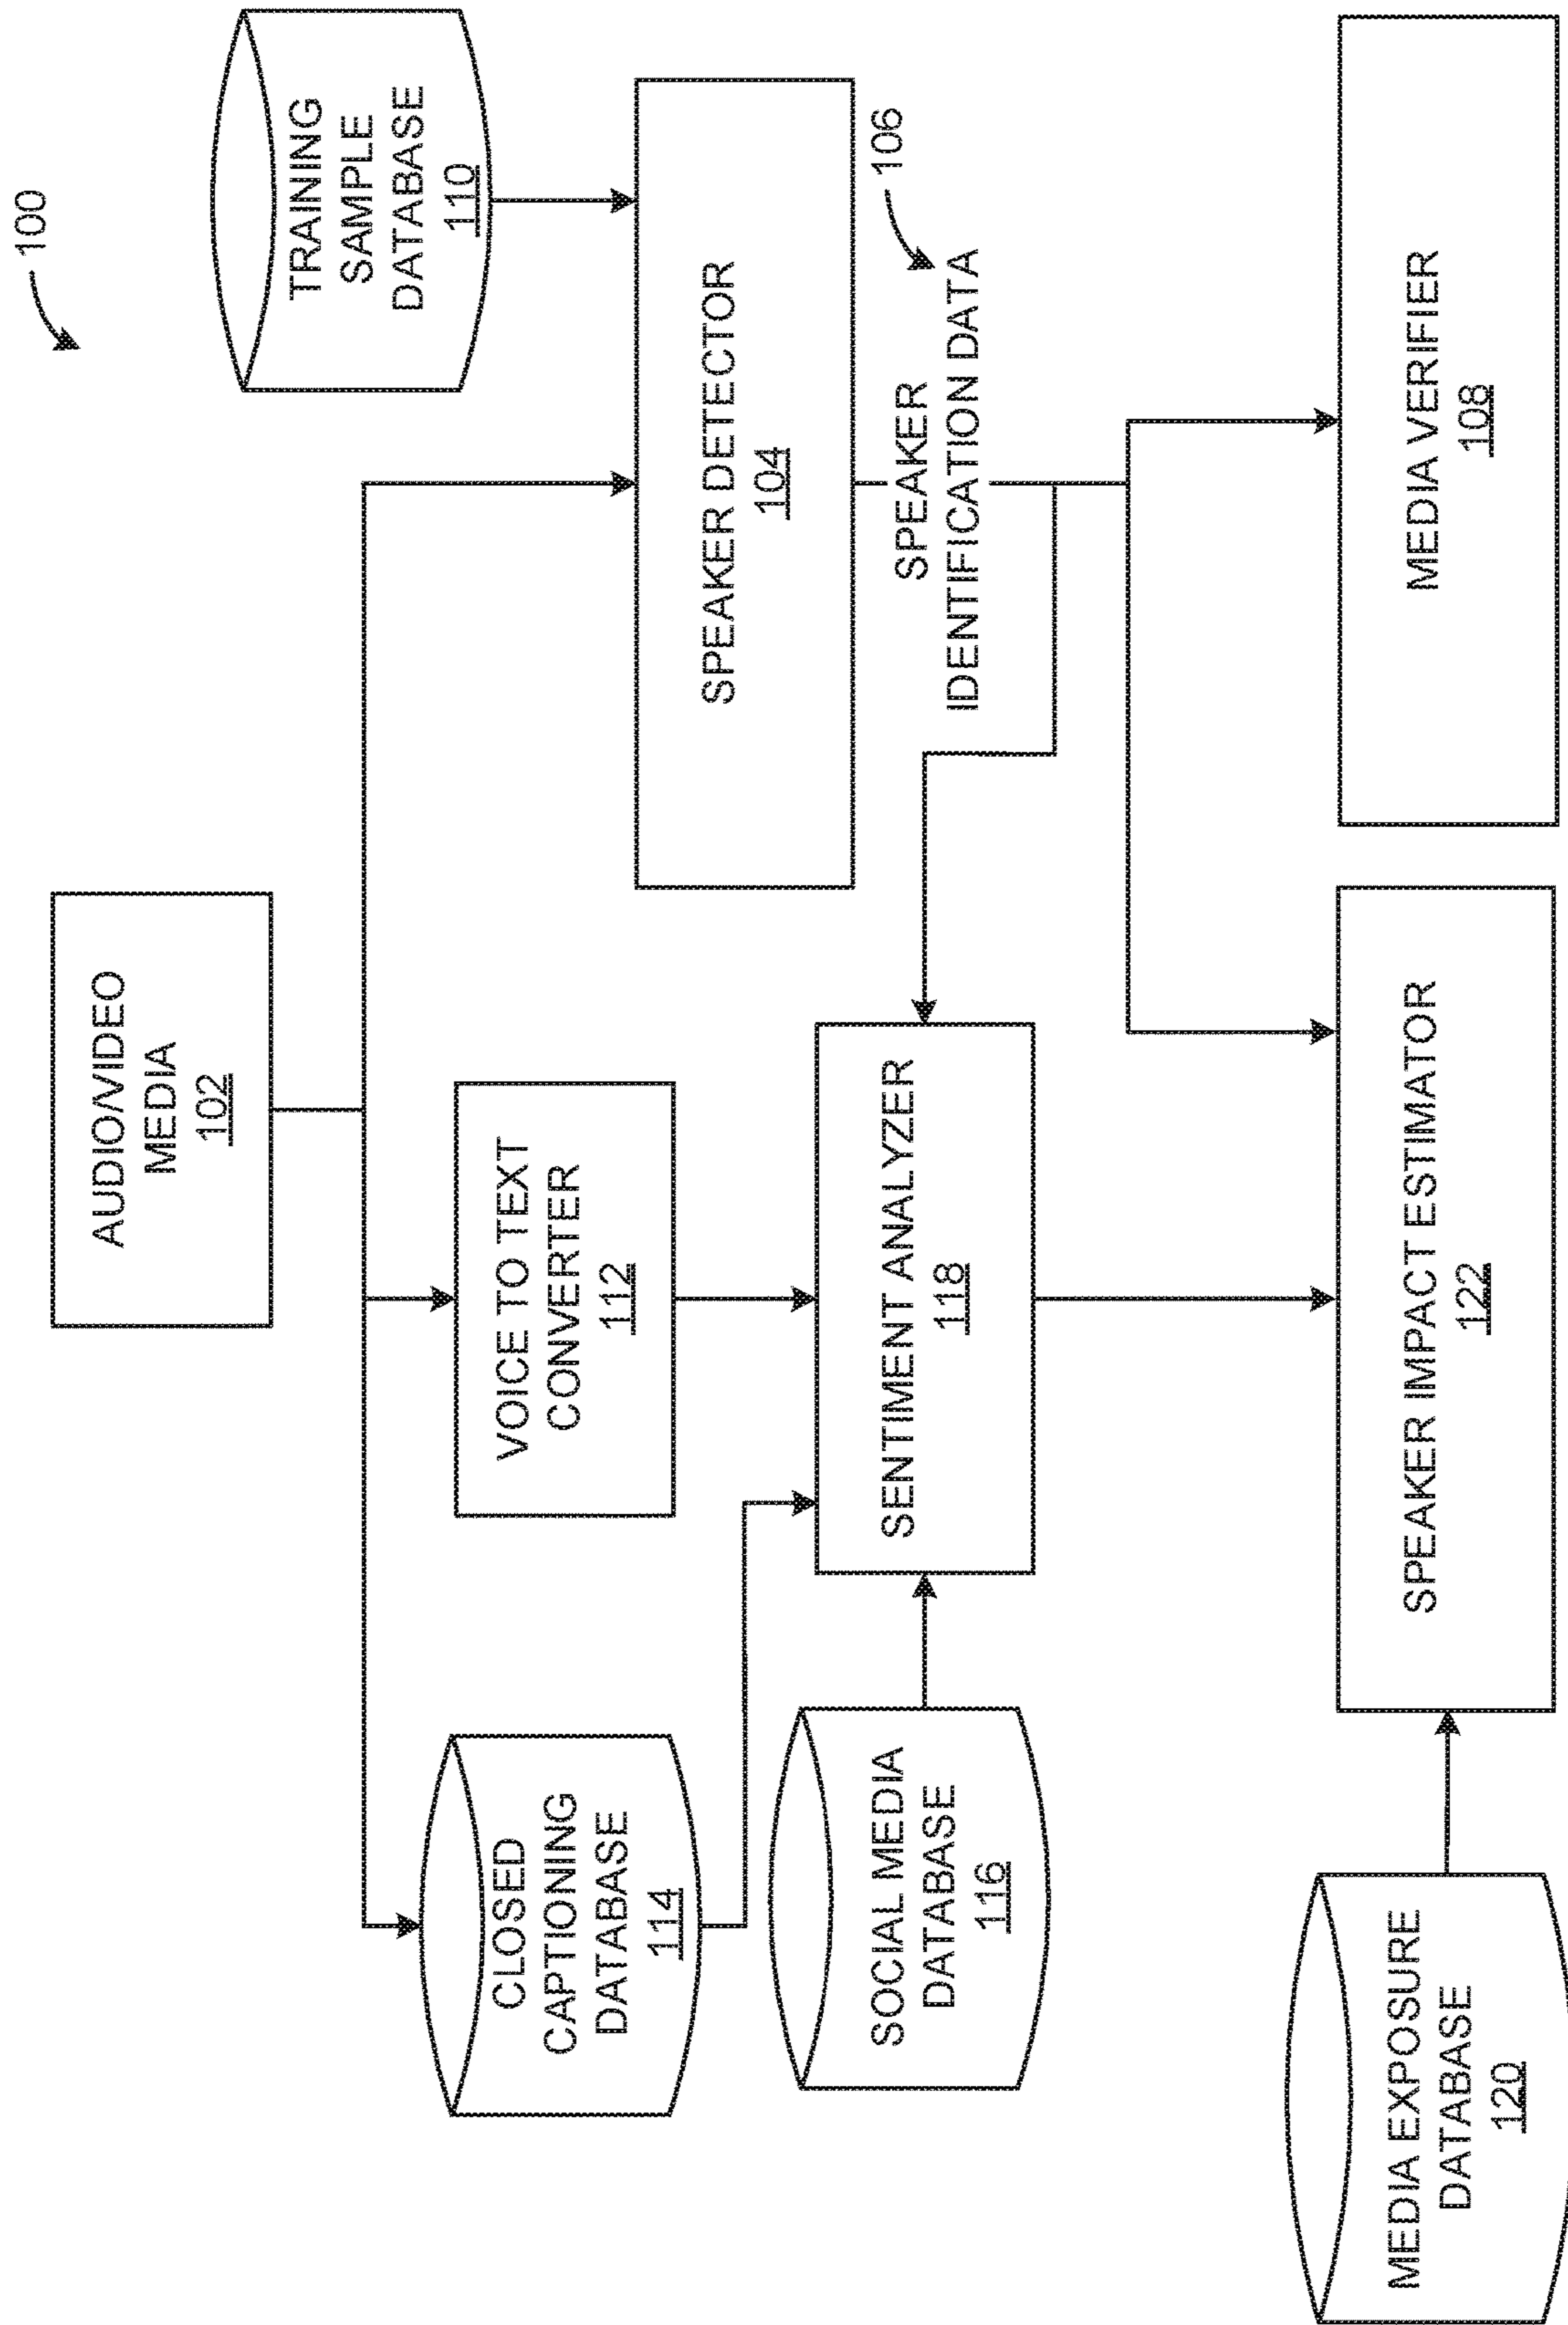 100
AUDIO/VIDEO
MEDIA
102
TRAINING
SAMPLE
DATABASE
110
CLOSED
CAPTIONING
DATABASE
114
VOICE TO TEXT
CONVERTER
112
SPEAKER DETECTOR
104
SPEAKER
IDENTIFICATION DATA
106
SOCIAL MEDIA
DATABASE
116
SENTIMENT ANALYZER
118
MEDIA EXPOSURE
DATABASE
120
SPEAKER IMPACT ESTIMATOR
122
MEDIA VERIFIER
108